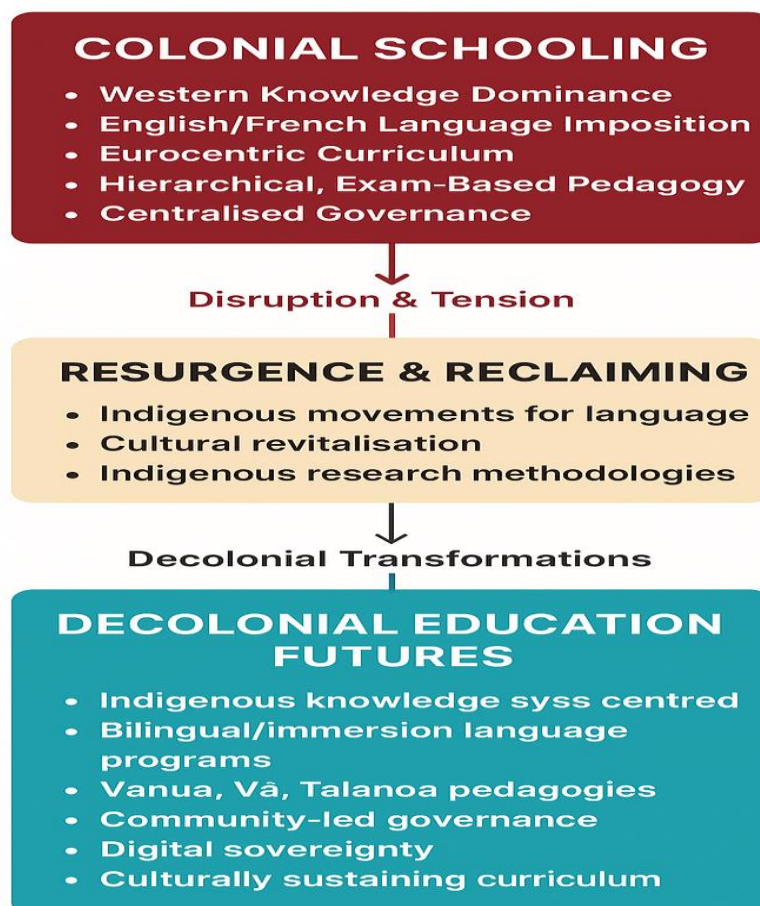 COLONIAL SCHOOLING
• Western Knowledge Dominance
• English/French Language Imposition
• Eurocentric Curriculum
• Hierarchical, Exam-Based Pedagogy
• Centralised Governance
Disruption & Tension
RESURGENCE & RECLAIMING
• Indigenous movements for language
• Cultural revitalisation
• Indigenous research methodologies
Decolonial Transformations
DECOLONIAL EDUCATION
FUTURES
• Indigenous knowledge syss centred
• Bilingual/immersion language
programs
• Vanua, Vâ, Talanoa pedagogies
• Community-led governance
• Digital sovereignty
• Culturally sustaining curriculum